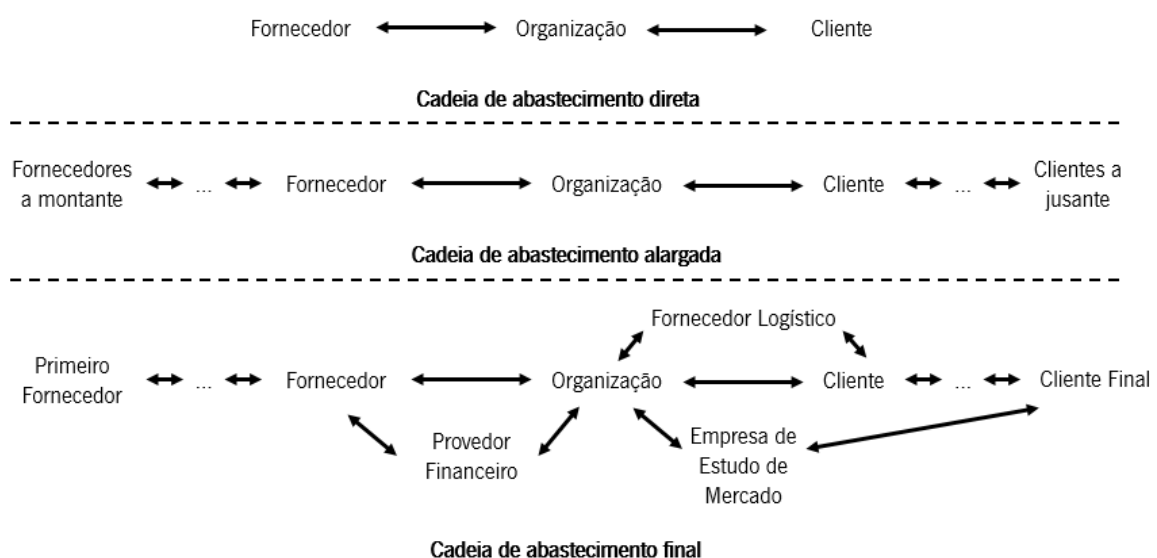 Fornecedor Organização Cliente
Cadeia de abastecimento direta
Fornecedores
a montante
... Fornecedor Organização Cliente ...
Clientes a
jusante
Cadeia de abastecimento alargada
Fornecedor Logístico
Primeiro
Fornecedor
... Fornecedor Organização Cliente ... Cliente Final
Provedor
Financeiro
Empresa de
Estudo de
Mercado
Cadeia de abastecimento final